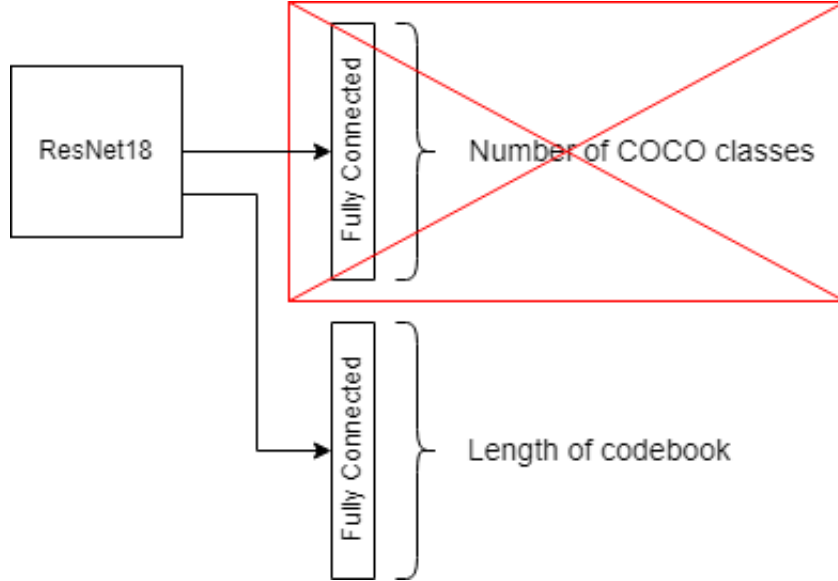 ResNet18
Fully Connected
Number of COCO classes
Fully Connected
Length of codebook